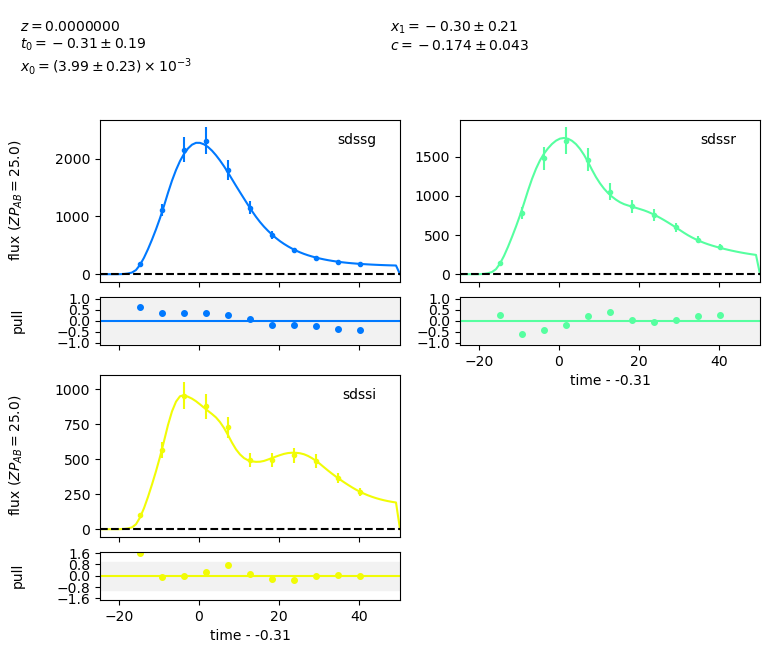 z = 0.0000000
t₀ = −0.31 ± 0.19
x₀ = (3.99 ± 0.23) × 10⁻³
x₁ = −0.30 ± 0.21
c = −0.174 ± 0.043
flux (ZP_AB = 25.0)
2000
1000
0
sdssg
1500
1000
500
0
sdssr
pull
1.0
0.5
0.0
−0.5
−1.0
1.0
0.5
0.0
−0.5
−1.0
−20 0 20 40
time - -0.31
flux (ZP_AB = 25.0)
1000
750
500
250
0
sdssi
pull
1.6
0.8
0.0
−0.8
−1.6
−20 0 20 40
time - -0.31